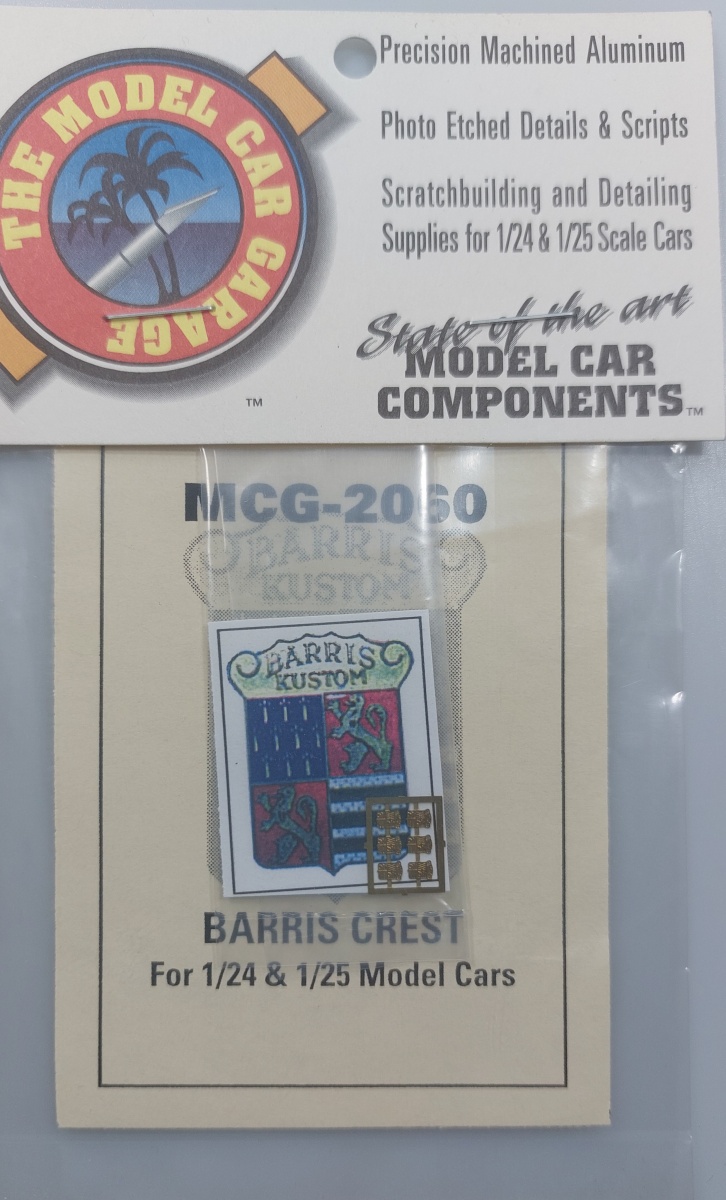 THE MODEL CAR GARAGE
™
Precision Machined Aluminum
Photo Etched Details & Scripts
Scratchbuilding and Detailing
Supplies for 1/24 & 1/25 Scale Cars
State of the art
MODEL CAR
COMPONENTS™
MCG-2060
BARRIS
KUSTOM
BARRIS
KUSTOM
BARRIS CREST
For 1/24 & 1/25 Model Cars